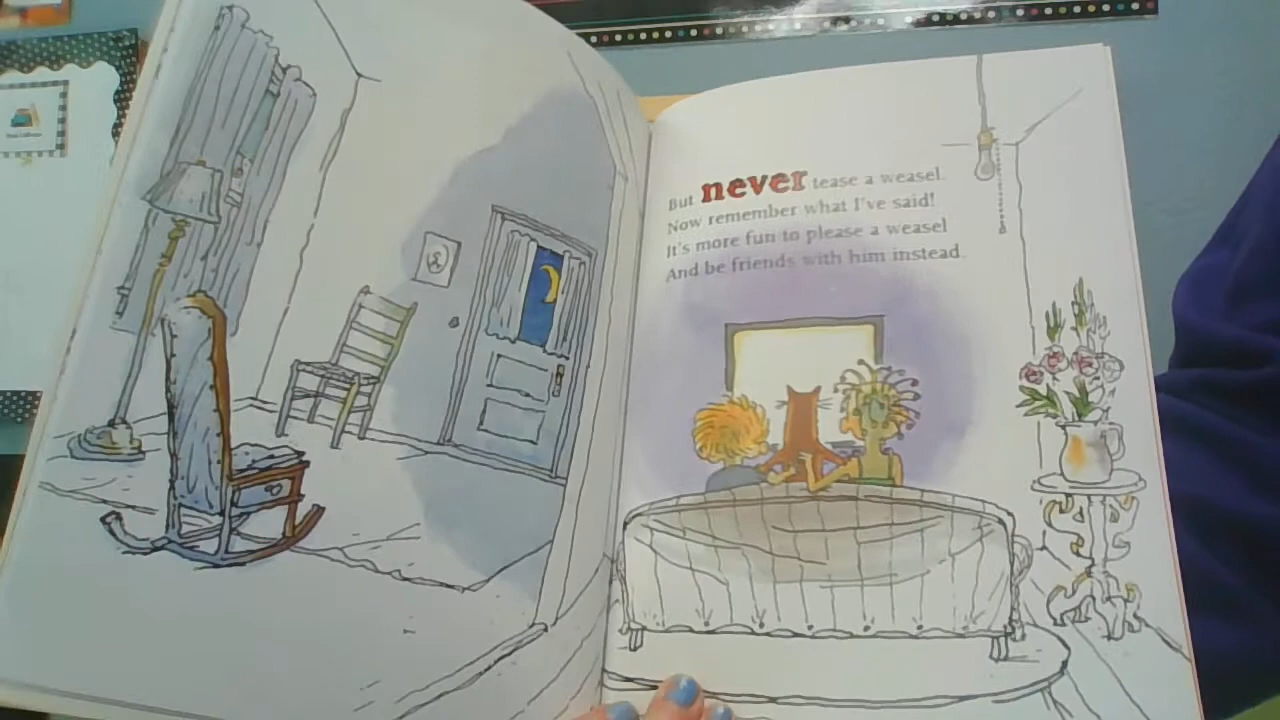 But never tease a weasel.
Now remember what I've said!
It's more fun to please a weasel
And be friends with him instead.